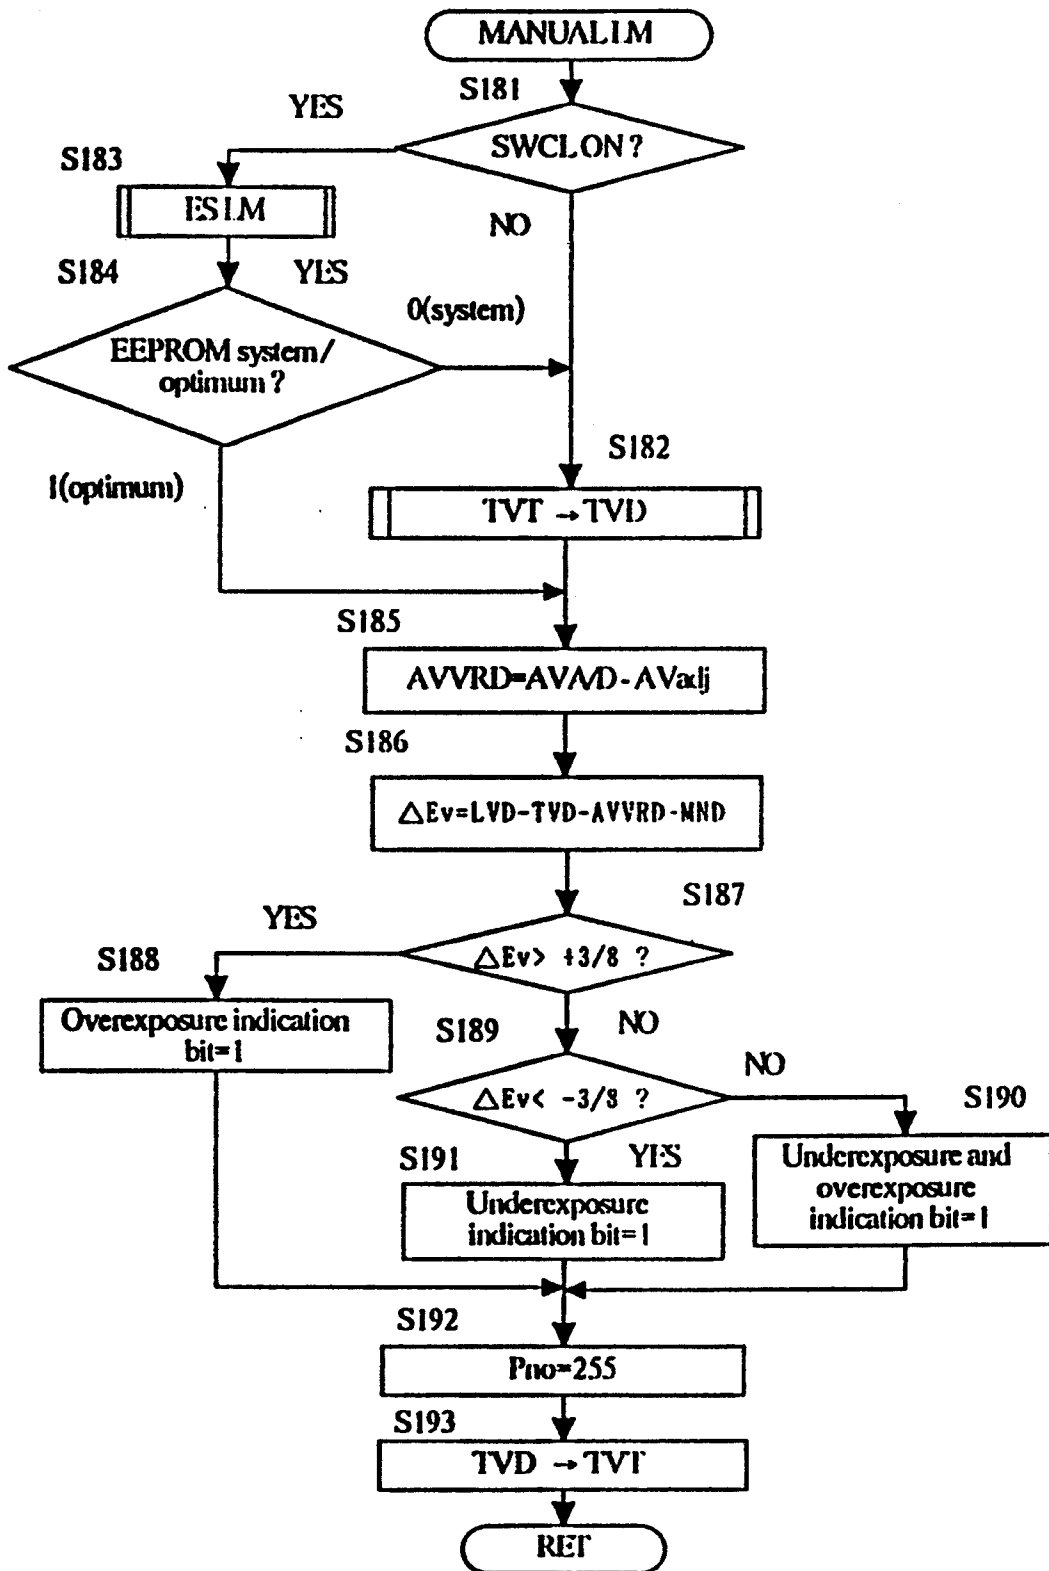 MANUALLM
S181
YES
SWCLON?
S183
ESLM
NO
S184
YES
0(system)
EEPROM system/
optimum?
S182
1(optimum)
TVT→TVD
S185
AVVRD=AVA/D-AVadj
S186
△Ev=LVD-TVD-AVVRD-MND
S187
YES
△Ev> +3/8 ?
S188
Overexposure indication
bit=1
NO
S189
△Ev< -3/8 ?
NO
S190
Underexposure and
overexposure
indication bit=1
S191
YES
Underexposure
indication bit=1
S192
Pno=255
S193
TVD→TVT
RET